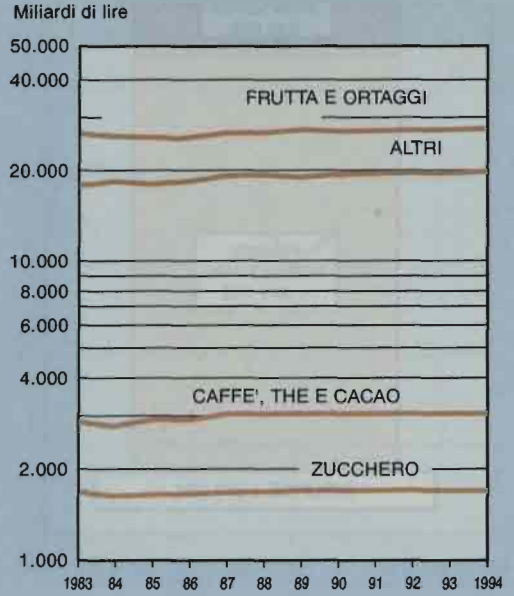 Miliardi di lire
50.000
40.000
FRUTTA E ORTAGGI
ALTRI
20.000
10.000
8.000
6.000
4.000
CAFFE', THE E CACAO
2.000
ZUCCHERO
1.000
1983 84 85 86 87 88 89 90 91 92 93 1994